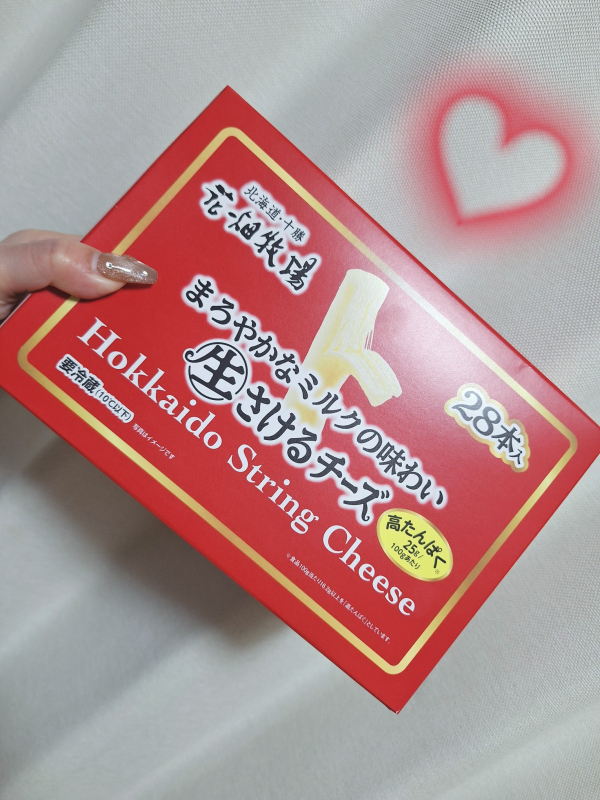 北海道・十勝
花畑牧場
まろやかなミルクの味わい
生さけるチーズ
Hokkaido String Cheese
28本入
要冷蔵(10℃以下)
写真はイメージです
高たんぱく※
25g/
100gあたり